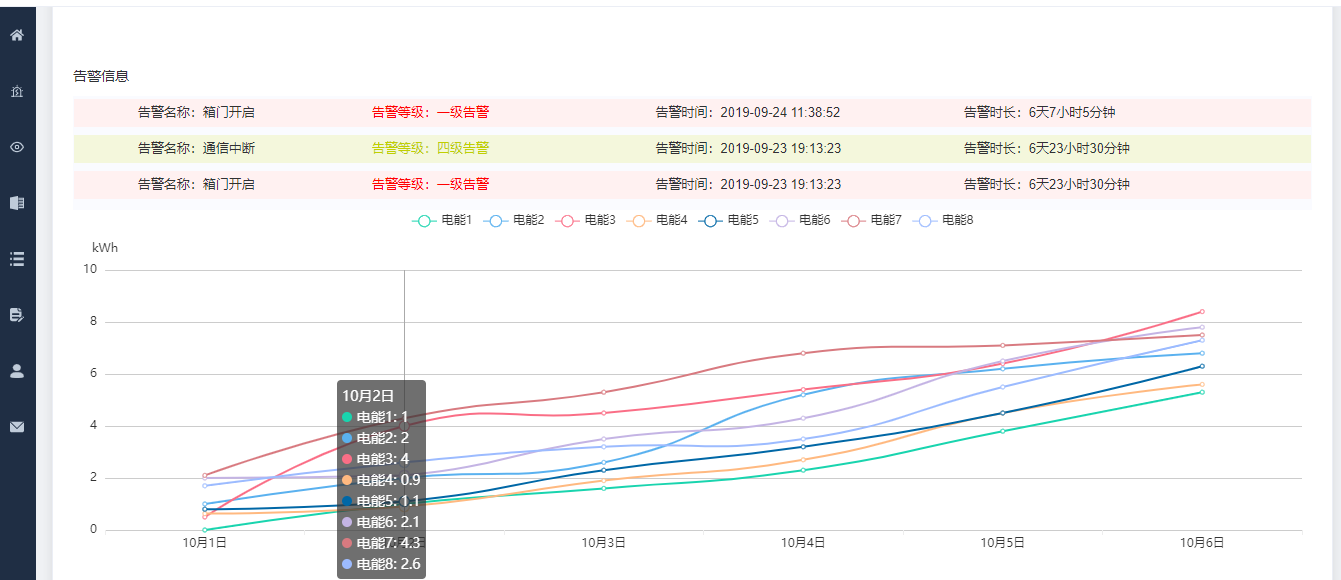 告警信息
告警名称：箱门开启 告警等级：一级告警 告警时间：2019-09-24 11:38:52 告警时长：6天7小时5分钟
告警名称：通信中断 告警等级：四级告警 告警时间：2019-09-23 19:13:23 告警时长：6天23小时30分钟
告警名称：箱门开启 告警等级：一级告警 告警时间：2019-09-23 19:13:23 告警时长：6天23小时30分钟
电能1 电能2 电能3 电能4 电能5 电能6 电能7 电能8
kWh
10
8
6
4
2
0
10月2日
电能1: 1
电能2: 2
电能3: 4
电能4: 0.9
电能5: 1.1
电能6: 2.1
电能7: 4.3
电能8: 2.6
10月1日 10月3日 10月4日 10月5日 10月6日